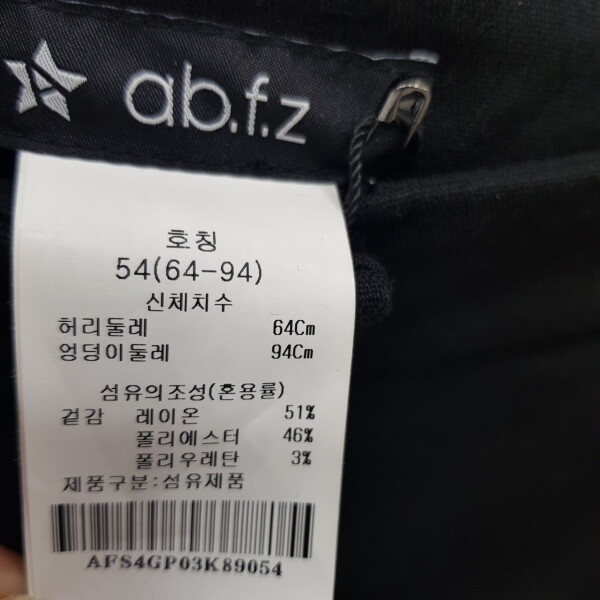 ab.f.z
호칭
54(64-94)
신체치수
허리둘레 64Cm
엉덩이둘레 94Cm
섬유의조성(혼용률)
겉감 레이온 51%
폴리에스터 46%
폴리우레탄 3%
제품구분:섬유제품
AFS4GP03K89054